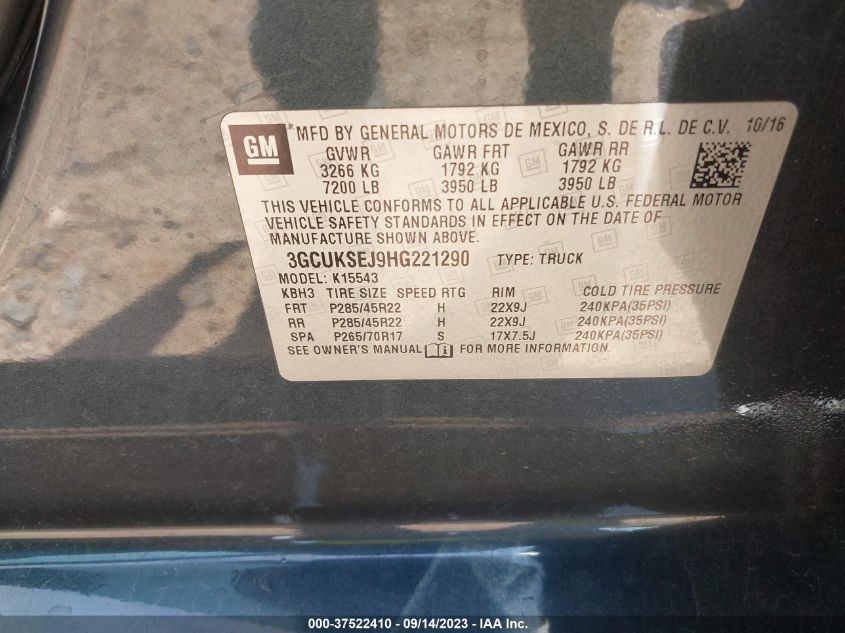 GM MFD BY GENERAL MOTORS DE MEXICO, S. DE R.L. DE C.V. 10/16
GVWR GAWR FRT GAWR RR
3266 KG 1792 KG 1792 KG
7200 LB 3950 LB 3950 LB
THIS VEHICLE CONFORMS TO ALL APPLICABLE U.S. FEDERAL MOTOR
VEHICLE SAFETY STANDARDS IN EFFECT ON THE DATE OF
MANUFACTURE SHOWN ABOVE.
3GCUKSEJ9HG221290 TYPE: TRUCK
MODEL: K15543
KBH3 TIRE SIZE SPEED RTG RIM COLD TIRE PRESSURE
FRT P285/45R22 H 22X9J 240KPA(35PSI)
RR P285/45R22 H 22X9J 240KPA(35PSI)
SPA P265/70R17 S 17X7.5J 240KPA(35PSI)
SEE OWNER'S MANUAL FOR MORE INFORMATION.
000-37522410 - 09/14/2023 - IAA Inc.